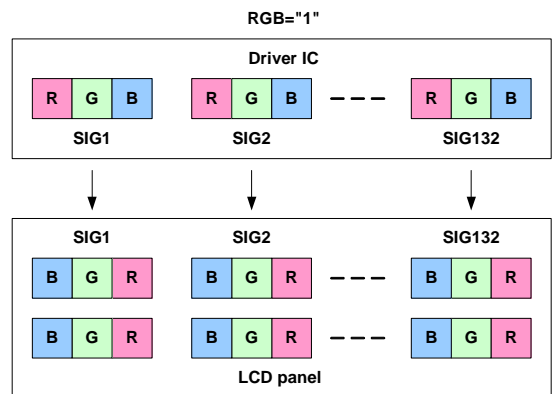 RGB="1"
Driver IC
R G B R G B R G B
SIG1 SIG2 SIG132
SIG1 SIG2 SIG132
B G R B G R B G R
B G R B G R B G R
LCD panel